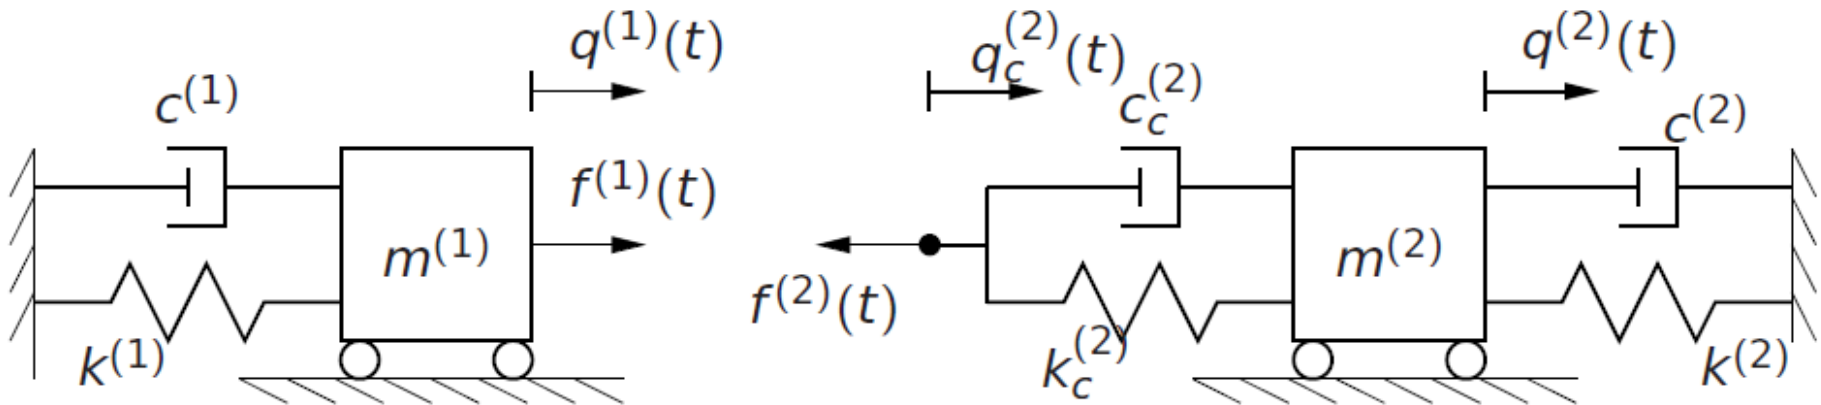 q^{(1)}(t)
c^{(1)}
f^{(1)}(t)
m^{(1)}
k^{(1)}
q_c^{(2)}(t)
q^{(2)}(t)
c_c^{(2)}
c^{(2)}
m^{(2)}
f^{(2)}(t)
k_c^{(2)}
k^{(2)}